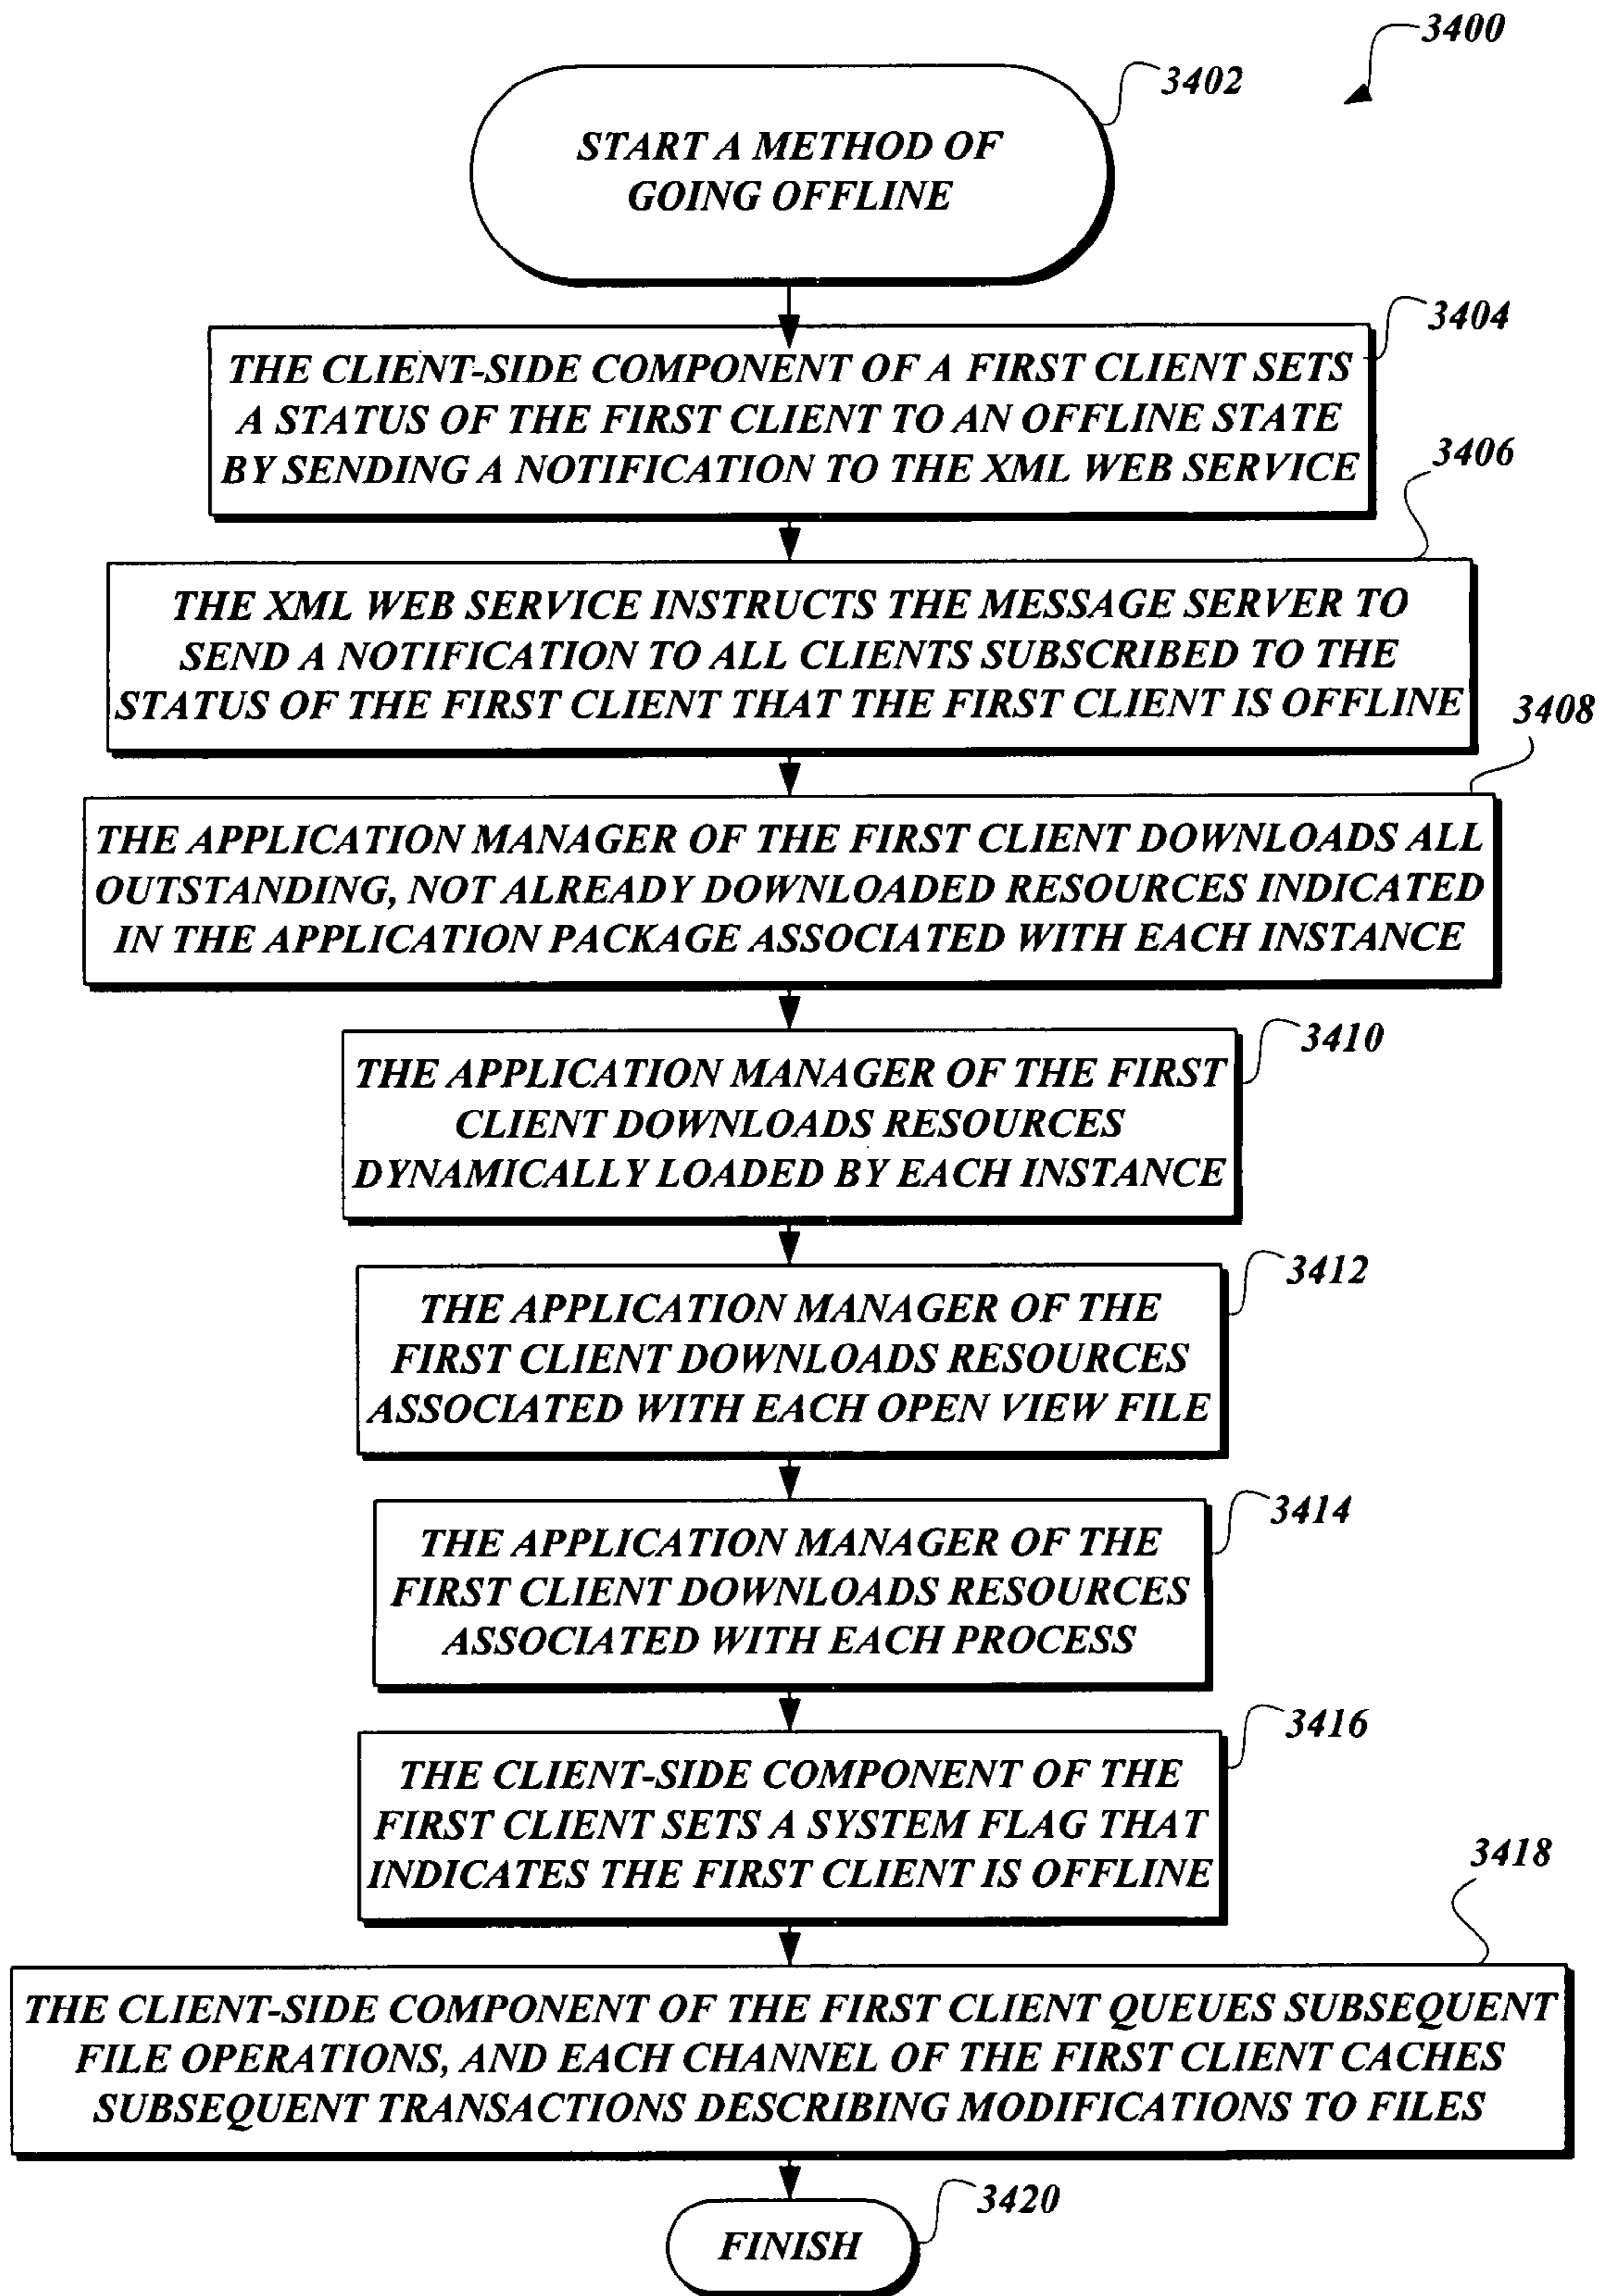 3400
3402
START A METHOD OF
GOING OFFLINE
3404
THE CLIENT-SIDE COMPONENT OF A FIRST CLIENT SETS
A STATUS OF THE FIRST CLIENT TO AN OFFLINE STATE
BY SENDING A NOTIFICATION TO THE XML WEB SERVICE
3406
THE XML WEB SERVICE INSTRUCTS THE MESSAGE SERVER TO
SEND A NOTIFICATION TO ALL CLIENTS SUBSCRIBED TO THE
STATUS OF THE FIRST CLIENT THAT THE FIRST CLIENT IS OFFLINE
3408
THE APPLICATION MANAGER OF THE FIRST CLIENT DOWNLOADS ALL
OUTSTANDING, NOT ALREADY DOWNLOADED RESOURCES INDICATED
IN THE APPLICATION PACKAGE ASSOCIATED WITH EACH INSTANCE
3410
THE APPLICATION MANAGER OF THE FIRST
CLIENT DOWNLOADS RESOURCES
DYNAMICALLY LOADED BY EACH INSTANCE
3412
THE APPLICATION MANAGER OF THE
FIRST CLIENT DOWNLOADS RESOURCES
ASSOCIATED WITH EACH OPEN VIEW FILE
3414
THE APPLICATION MANAGER OF THE
FIRST CLIENT DOWNLOADS RESOURCES
ASSOCIATED WITH EACH PROCESS
3416
THE CLIENT-SIDE COMPONENT OF THE
FIRST CLIENT SETS A SYSTEM FLAG THAT
INDICATES THE FIRST CLIENT IS OFFLINE
3418
THE CLIENT-SIDE COMPONENT OF THE FIRST CLIENT QUEUES SUBSEQUENT
FILE OPERATIONS, AND EACH CHANNEL OF THE FIRST CLIENT CACHES
SUBSEQUENT TRANSACTIONS DESCRIBING MODIFICATIONS TO FILES
3420
FINISH